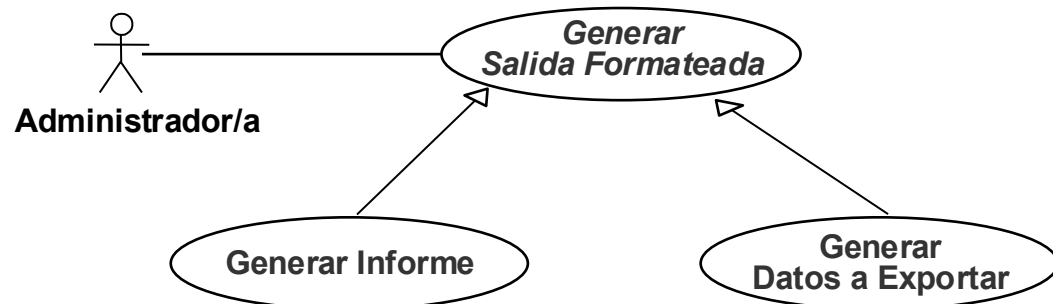 Generar
Salida Formateada
Administrador/a
Generar Informe
Generar
Datos a Exportar